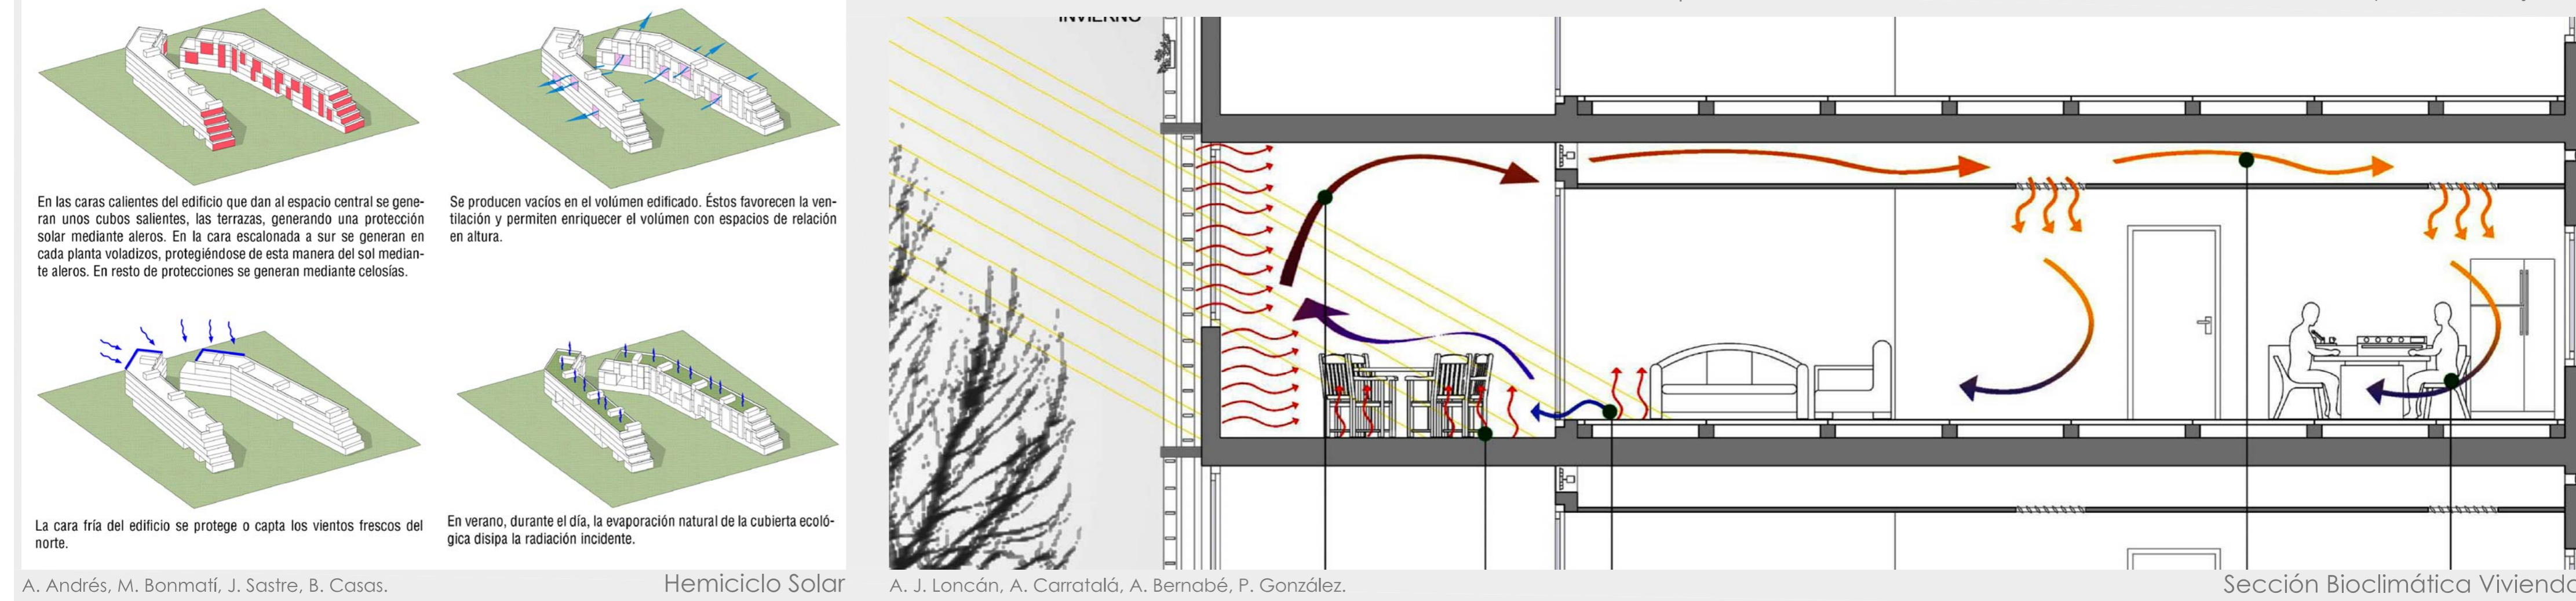 INVIERNO
En las caras calientes del edificio que dan al espacio central se gene-
ran unos cubos salientes, las terrazas, generando una protección
solar mediante aleros. En la cara escalonada a sur se generan en
cada planta voladizos, protegiéndose de esta manera del sol median-
te aleros. En resto de protecciones se generan mediante celosías.
Se producen vacíos en el volúmen edificado. Éstos favorecen la ven-
tilación y permiten enriquecer el volúmen con espacios de relación
en altura.
La cara fría del edificio se protege o capta los vientos frescos del
norte.
En verano, durante el día, la evaporación natural de la cubierta ecoló-
gica disipa la radiación incidente.
A. Andrés, M. Bonmatí, J. Sastre, B. Casas.
Hemiciclo Solar
A. J. Loncán, A. Carratalá, A. Bernabé, P. González.
Sección Bioclimática Vivienda